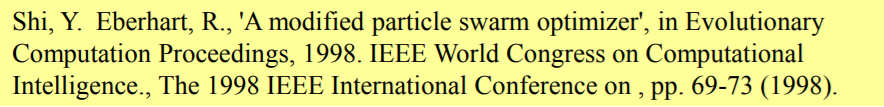 Shi, Y.  Eberhart, R., 'A modified particle swarm optimizer', in Evolutionary
Computation Proceedings, 1998. IEEE World Congress on Computational
Intelligence., The 1998 IEEE International Conference on , pp. 69-73 (1998).